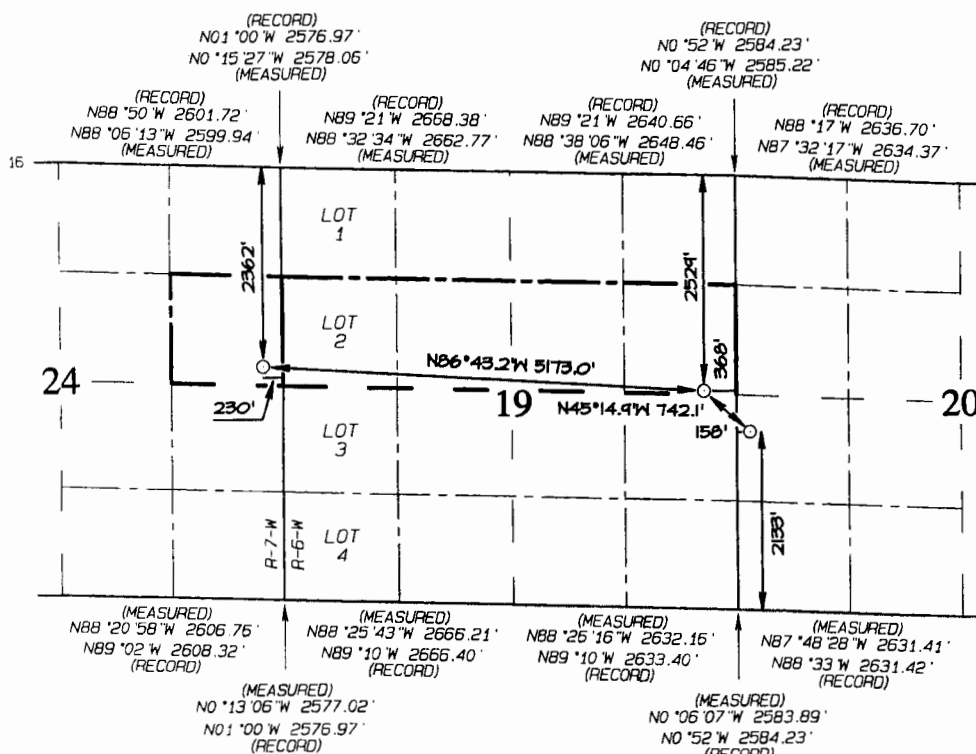 (RECORD)
N01°00'W 2576.97'
N0°15'27"W 2578.06'
(MEASURED)
(RECORD)
N0°52'W 2584.23'
N0°04'46"W 2585.22'
(MEASURED)
(RECORD)
N88°50'W 2601.72'
N88°06'13"W 2599.94'
(MEASURED)
(RECORD)
N89°21'W 2668.38'
N88°32'34"W 2662.77'
(MEASURED)
(RECORD)
N89°21'W 2640.66'
N88°38'06"W 2648.46'
(MEASURED)
(RECORD)
N88°17'W 2636.70'
N87°32'17"W 2634.37'
(MEASURED)
16
LOT
1
2362'
2529'
LOT
2
N86°43.2'W 5173.0'
368'
24
230'
19
N45°14.9'W 742.1'
20
158'
LOT
3
2133'
R-7-W
R-6-W
LOT
4
(MEASURED)
N88°20'58"W 2606.76'
N89°02'W 2608.32'
(RECORD)
(MEASURED)
N88°25'43"W 2666.21'
N89°10'W 2666.40'
(RECORD)
(MEASURED)
N88°26'16"W 2632.15'
N89°10'W 2633.40'
(RECORD)
(MEASURED)
N87°48'28"W 2631.41'
N88°33'W 2631.42'
(RECORD)
(MEASURED)
N0°13'06"W 2577.02'
N01°00'W 2576.97'
(RECORD)
(MEASURED)
N0°06'07"W 2583.89'
N0°52'W 2584.23'
(RECORD)